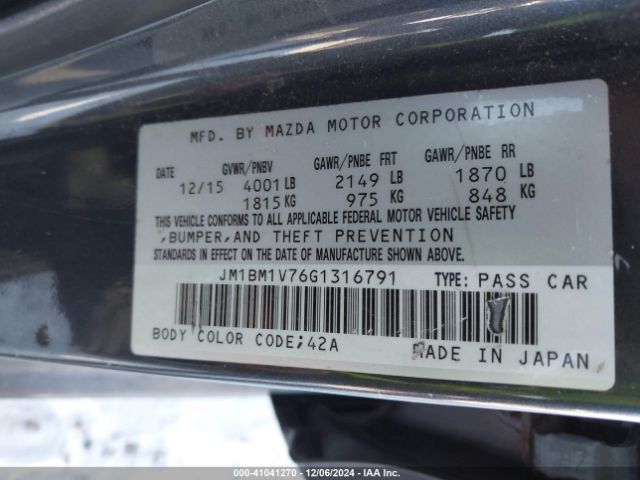 MFD. BY MAZDA MOTOR CORPORATION
DATE GVWR/PNBV GAWR/PNBE FRT GAWR/PNBE RR
12/15 4001 LB 2149 LB 1870 LB
1815 KG 975 KG 848 KG
THIS VEHICLE CONFORMS TO ALL APPLICABLE FEDERAL MOTOR VEHICLE SAFETY
,BUMPER,AND THEFT PREVENTION
STANDARDS IN EFFECT ON THE DATE OF MANUFACTURE SHOWN ABOVE.
JM1BM1V76G1316791 TYPE: PASS CAR
BODY COLOR CODE;42A MADE IN JAPAN
000-41041270 - 12/06/2024 - IAA Inc.